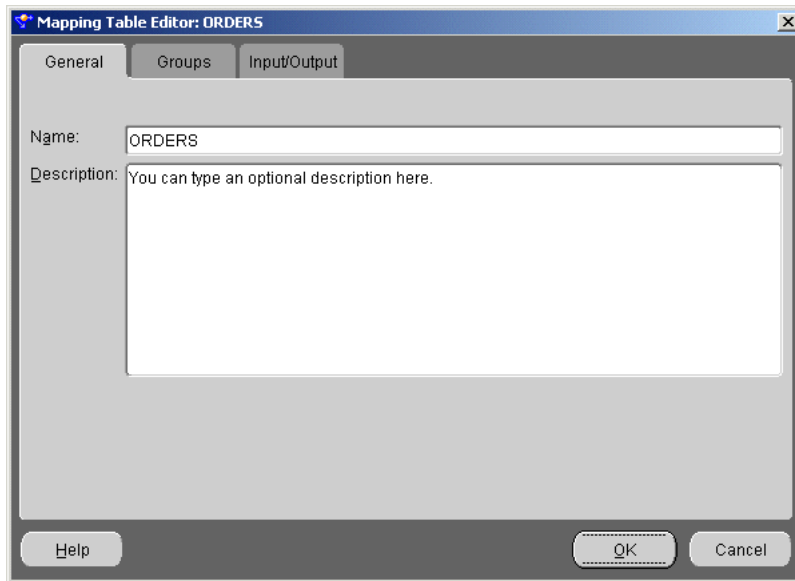 Mapping Table Editor: ORDERS
General Groups Input/Output
Name: ORDERS
Description: You can type an optional description here.
Help OK Cancel